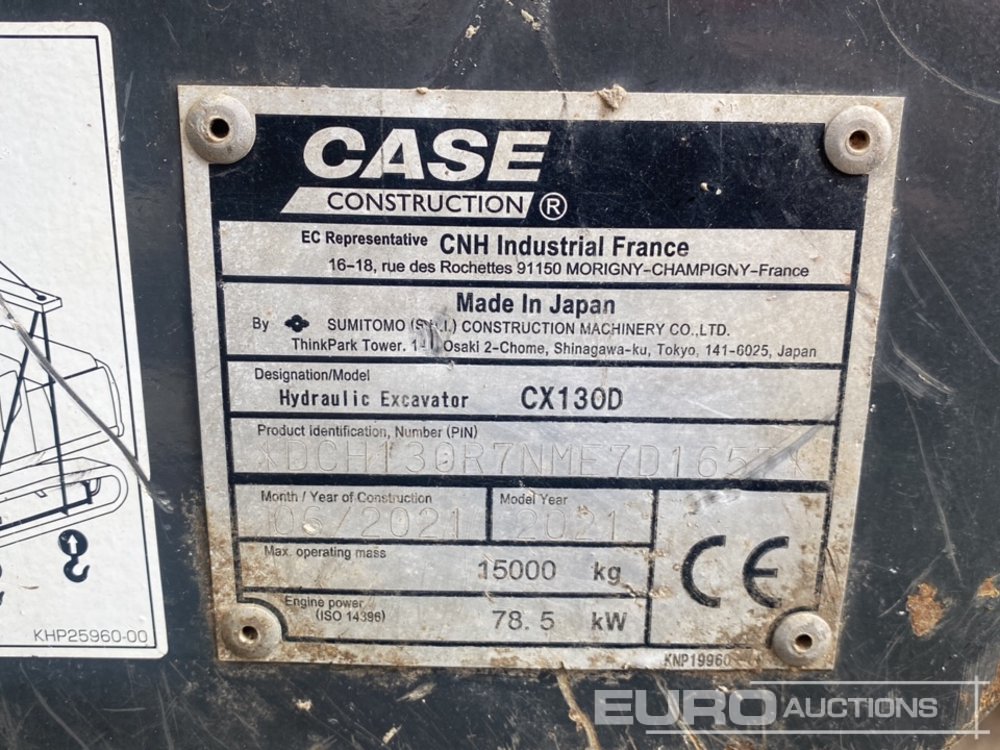 CASE
CONSTRUCTION ®
EC Representative CNH Industrial France
16-18, rue des Rochettes 91150 MORIGNY-CHAMPIGNY-France
Made In Japan
By SUMITOMO CONSTRUCTION MACHINERY CO.,LTD.
ThinkPark Tower. Osaki 2-Chome, Shinagawa-ku, Tokyo, 141-6025, Japan
Designation/Model
Hydraulic Excavator CX130D
Product Identification, Number (PIN)
Month / Year of Construction
06/2021
Model Year
2021
Max. operating mass
15000 kg
Engine power
(ISO 14396)
78.5 kW
CE
KNP19960
KHP25960-00
EURO AUCTIONS